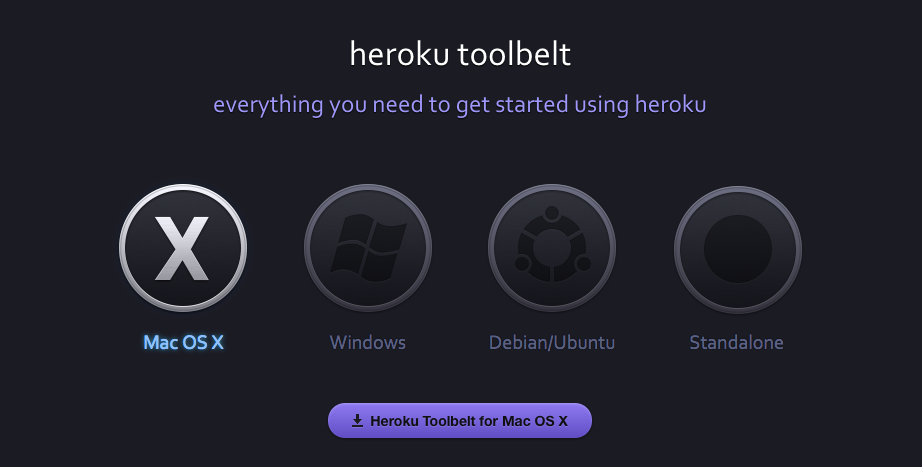 heroku toolbelt
everything you need to get started using heroku
X
Mac OS X
Windows
Debian/Ubuntu
Standalone
Heroku Toolbelt for Mac OS X